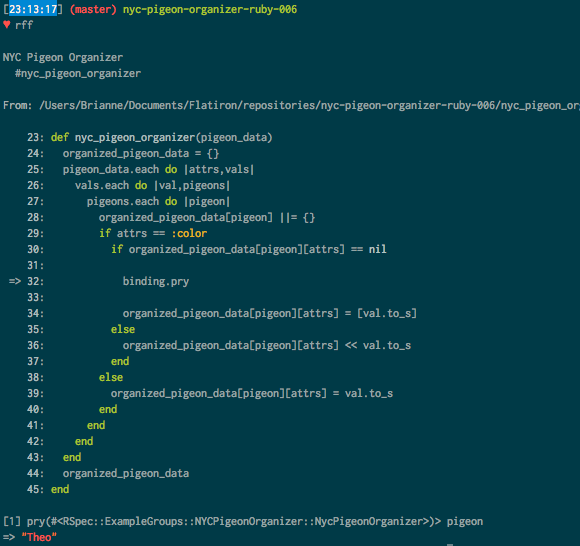 [23:13:17] (master) nyc-pigeon-organizer-ruby-006
♥ rff
NYC Pigeon Organizer
#nyc_pigeon_organizer
From: /Users/Brianne/Documents/Flatiron/repositories/nyc-pigeon-organizer-ruby-006/nyc_pigeon_or
23: def nyc_pigeon_organizer(pigeon_data)
24:   organized_pigeon_data = {}
25:   pigeon_data.each do |attrs,vals|
26:     vals.each do |val,pigeons|
27:       pigeons.each do |pigeon|
28:         organized_pigeon_data[pigeon] ||= {}
29:         if attrs == :color
30:           if organized_pigeon_data[pigeon][attrs] == nil
31:
=> 32:             binding.pry
33:
34:             organized_pigeon_data[pigeon][attrs] = [val.to_s]
35:           else
36:             organized_pigeon_data[pigeon][attrs] << val.to_s
37:           end
38:         else
39:           organized_pigeon_data[pigeon][attrs] = val.to_s
40:         end
41:       end
42:     end
43:   end
44:   organized_pigeon_data
45: end
[1] pry(#<RSpec::ExampleGroups::NYCPigeonOrganizer::NycPigeonOrganizer>)> pigeon
=> "Theo"